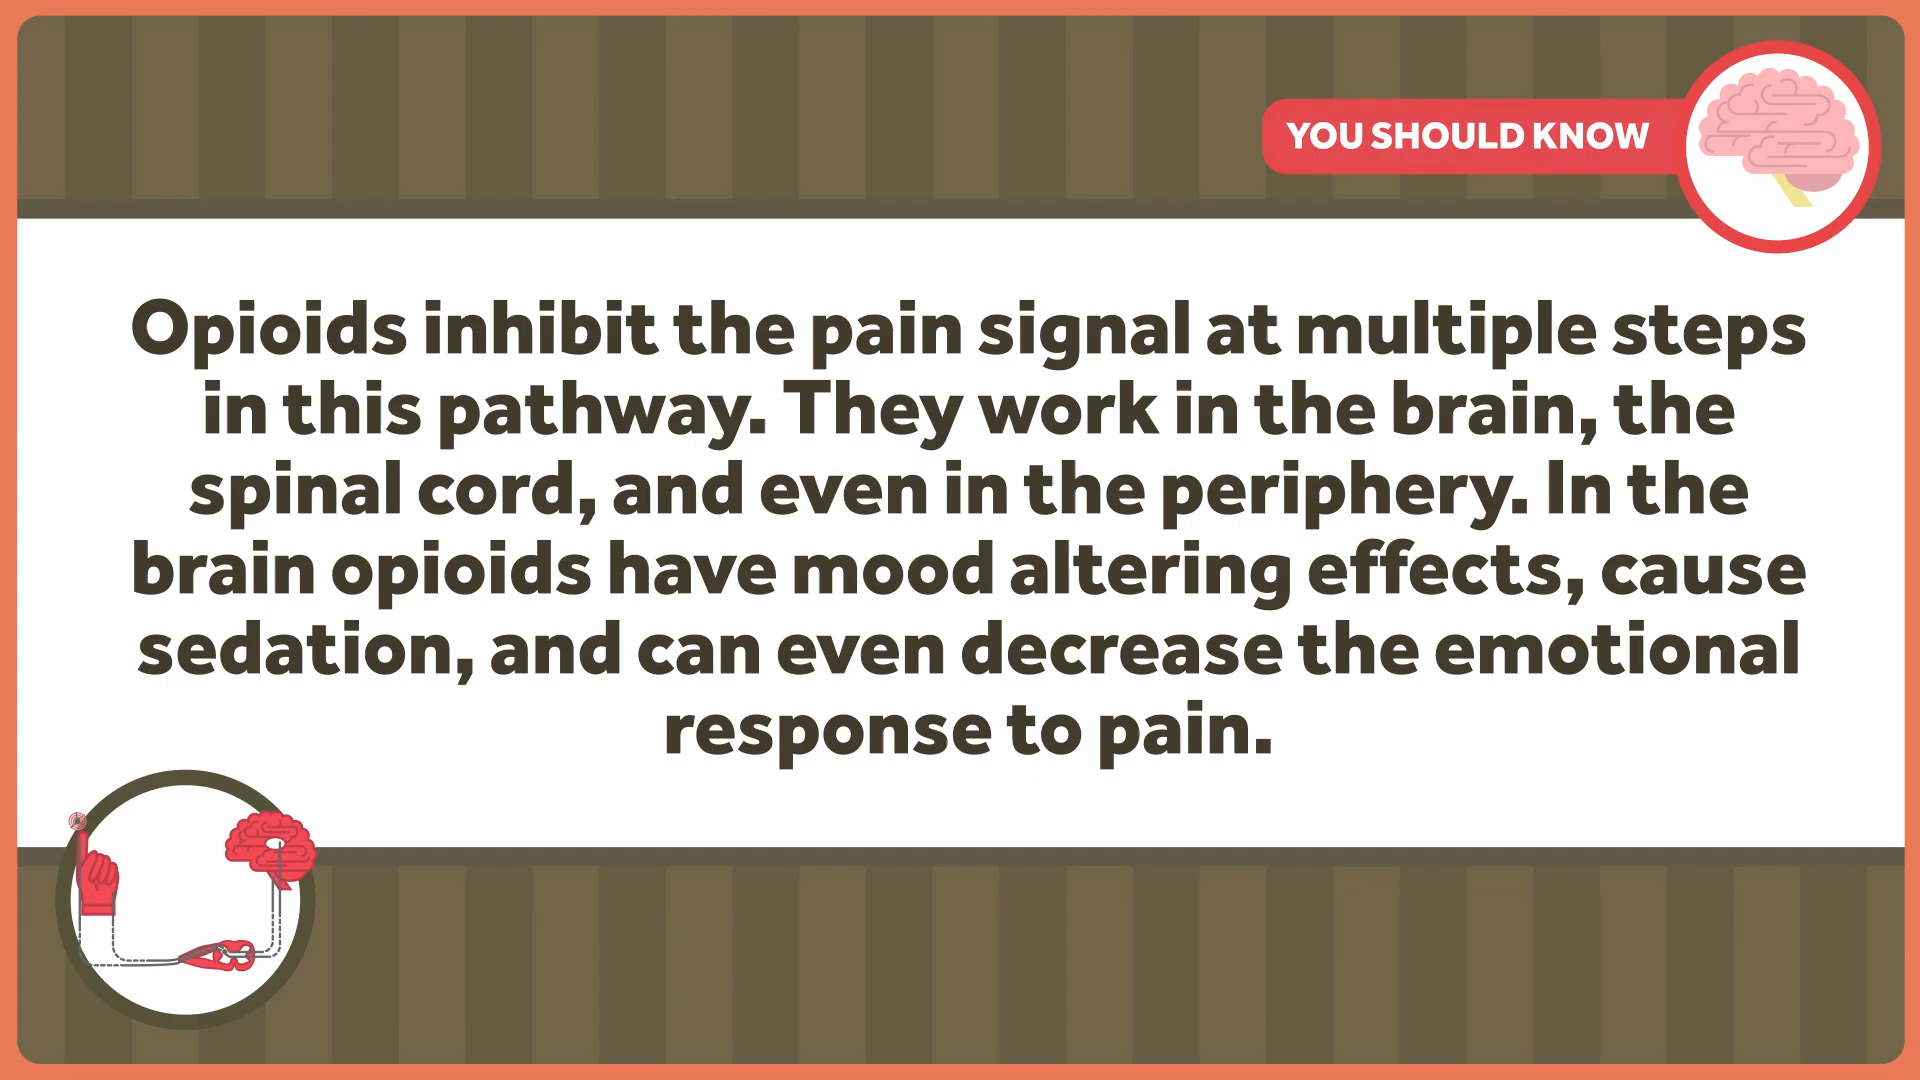 YOU SHOULD KNOW
Opioids inhibit the pain signal at multiple steps
in this pathway. They work in the brain, the
spinal cord, and even in the periphery. In the
brain opioids have mood altering effects, cause
sedation, and can even decrease the emotional
response to pain.